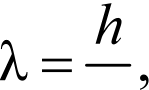 λ = h/ ,